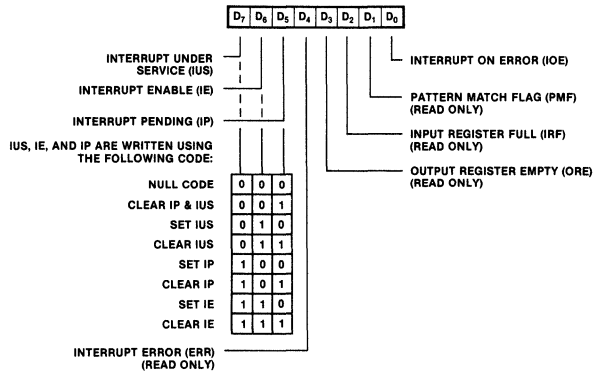 D7 D6 D5 D4 D3 D2 D1 D0
INTERRUPT UNDER
SERVICE (IUS)
INTERRUPT ENABLE (IE)
INTERRUPT PENDING (IP)
IUS, IE, AND IP ARE WRITTEN USING
THE FOLLOWING CODE:
NULL CODE 0 0 0
CLEAR IP & IUS 0 0 1
SET IUS 0 1 0
CLEAR IUS 0 1 1
SET IP 1 0 0
CLEAR IP 1 0 1
SET IE 1 1 0
CLEAR IE 1 1 1
INTERRUPT ERROR (ERR)
(READ ONLY)
INTERRUPT ON ERROR (IOE)
PATTERN MATCH FLAG (PMF)
(READ ONLY)
INPUT REGISTER FULL (IRF)
(READ ONLY)
OUTPUT REGISTER EMPTY (ORE)
(READ ONLY)